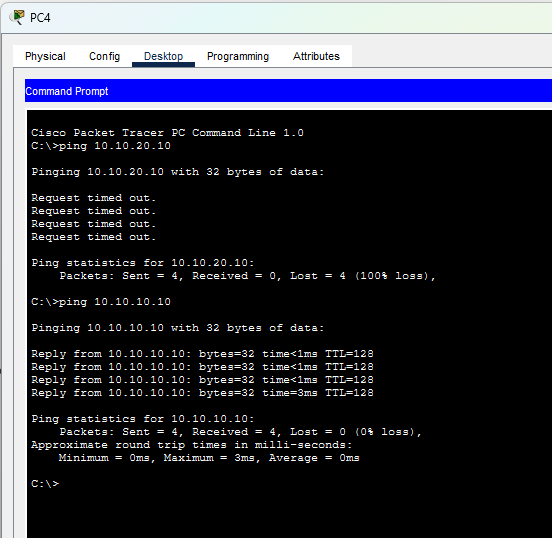 PC4
Physical Config Desktop Programming Attributes
Command Prompt
Cisco Packet Tracer PC Command Line 1.0
C:\>ping 10.10.20.10
Pinging 10.10.20.10 with 32 bytes of data:
Request timed out.
Request timed out.
Request timed out.
Request timed out.
Ping statistics for 10.10.20.10:
Packets: Sent = 4, Received = 0, Lost = 4 (100% loss),
C:\>ping 10.10.10.10
Pinging 10.10.10.10 with 32 bytes of data:
Reply from 10.10.10.10: bytes=32 time<1ms TTL=128
Reply from 10.10.10.10: bytes=32 time<1ms TTL=128
Reply from 10.10.10.10: bytes=32 time<1ms TTL=128
Reply from 10.10.10.10: bytes=32 time=3ms TTL=128
Ping statistics for 10.10.10.10:
Packets: Sent = 4, Received = 4, Lost = 0 (0% loss),
Approximate round trip times in milli-seconds:
Minimum = 0ms, Maximum = 3ms, Average = 0ms
C:\>